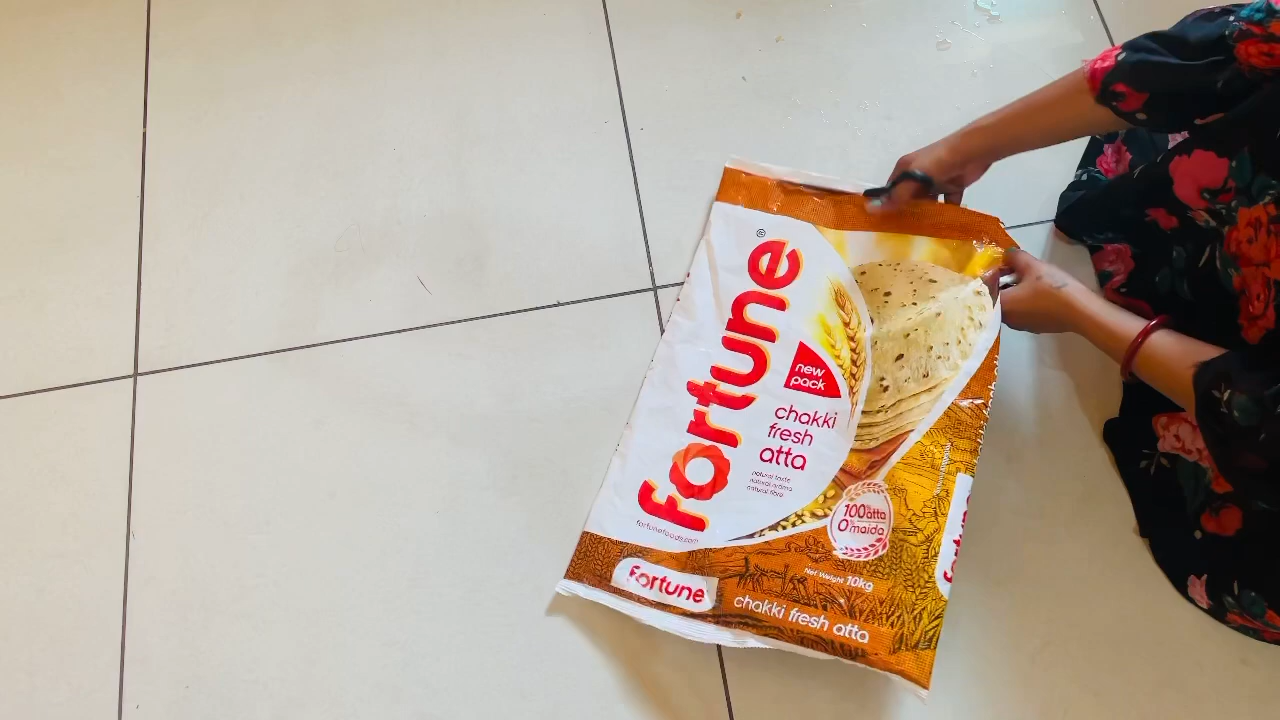 fortune®
new
pack
chakki
fresh
atta
natural taste
natural aroma
natural fibre
fortunefoods.com
100% atta
0% maida
Net Weight 10kg
fortune
chakki fresh atta